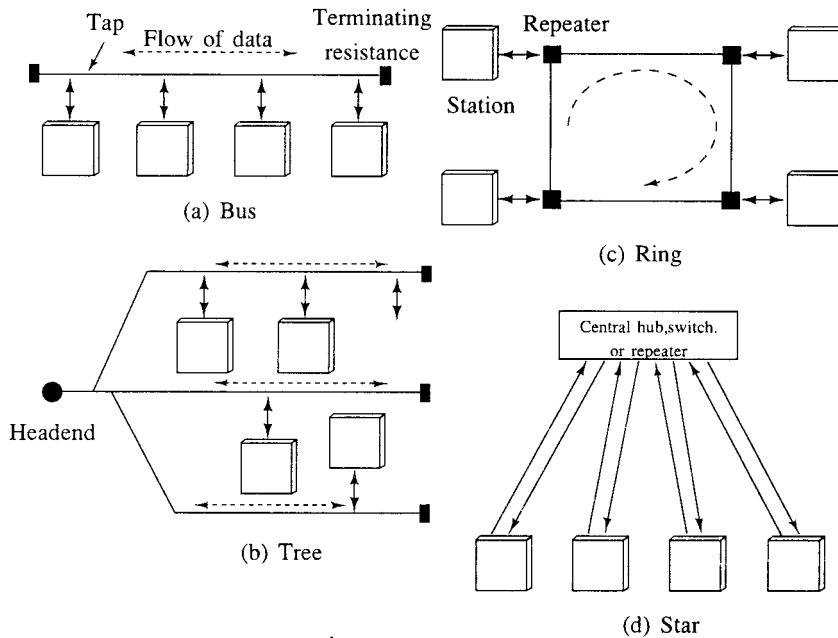 Tap
Flow of data
Terminating
resistance
(a) Bus
Repeater
Station
(c) Ring
Headend
(b) Tree
Central hub,switch.
or repeater
(d) Star